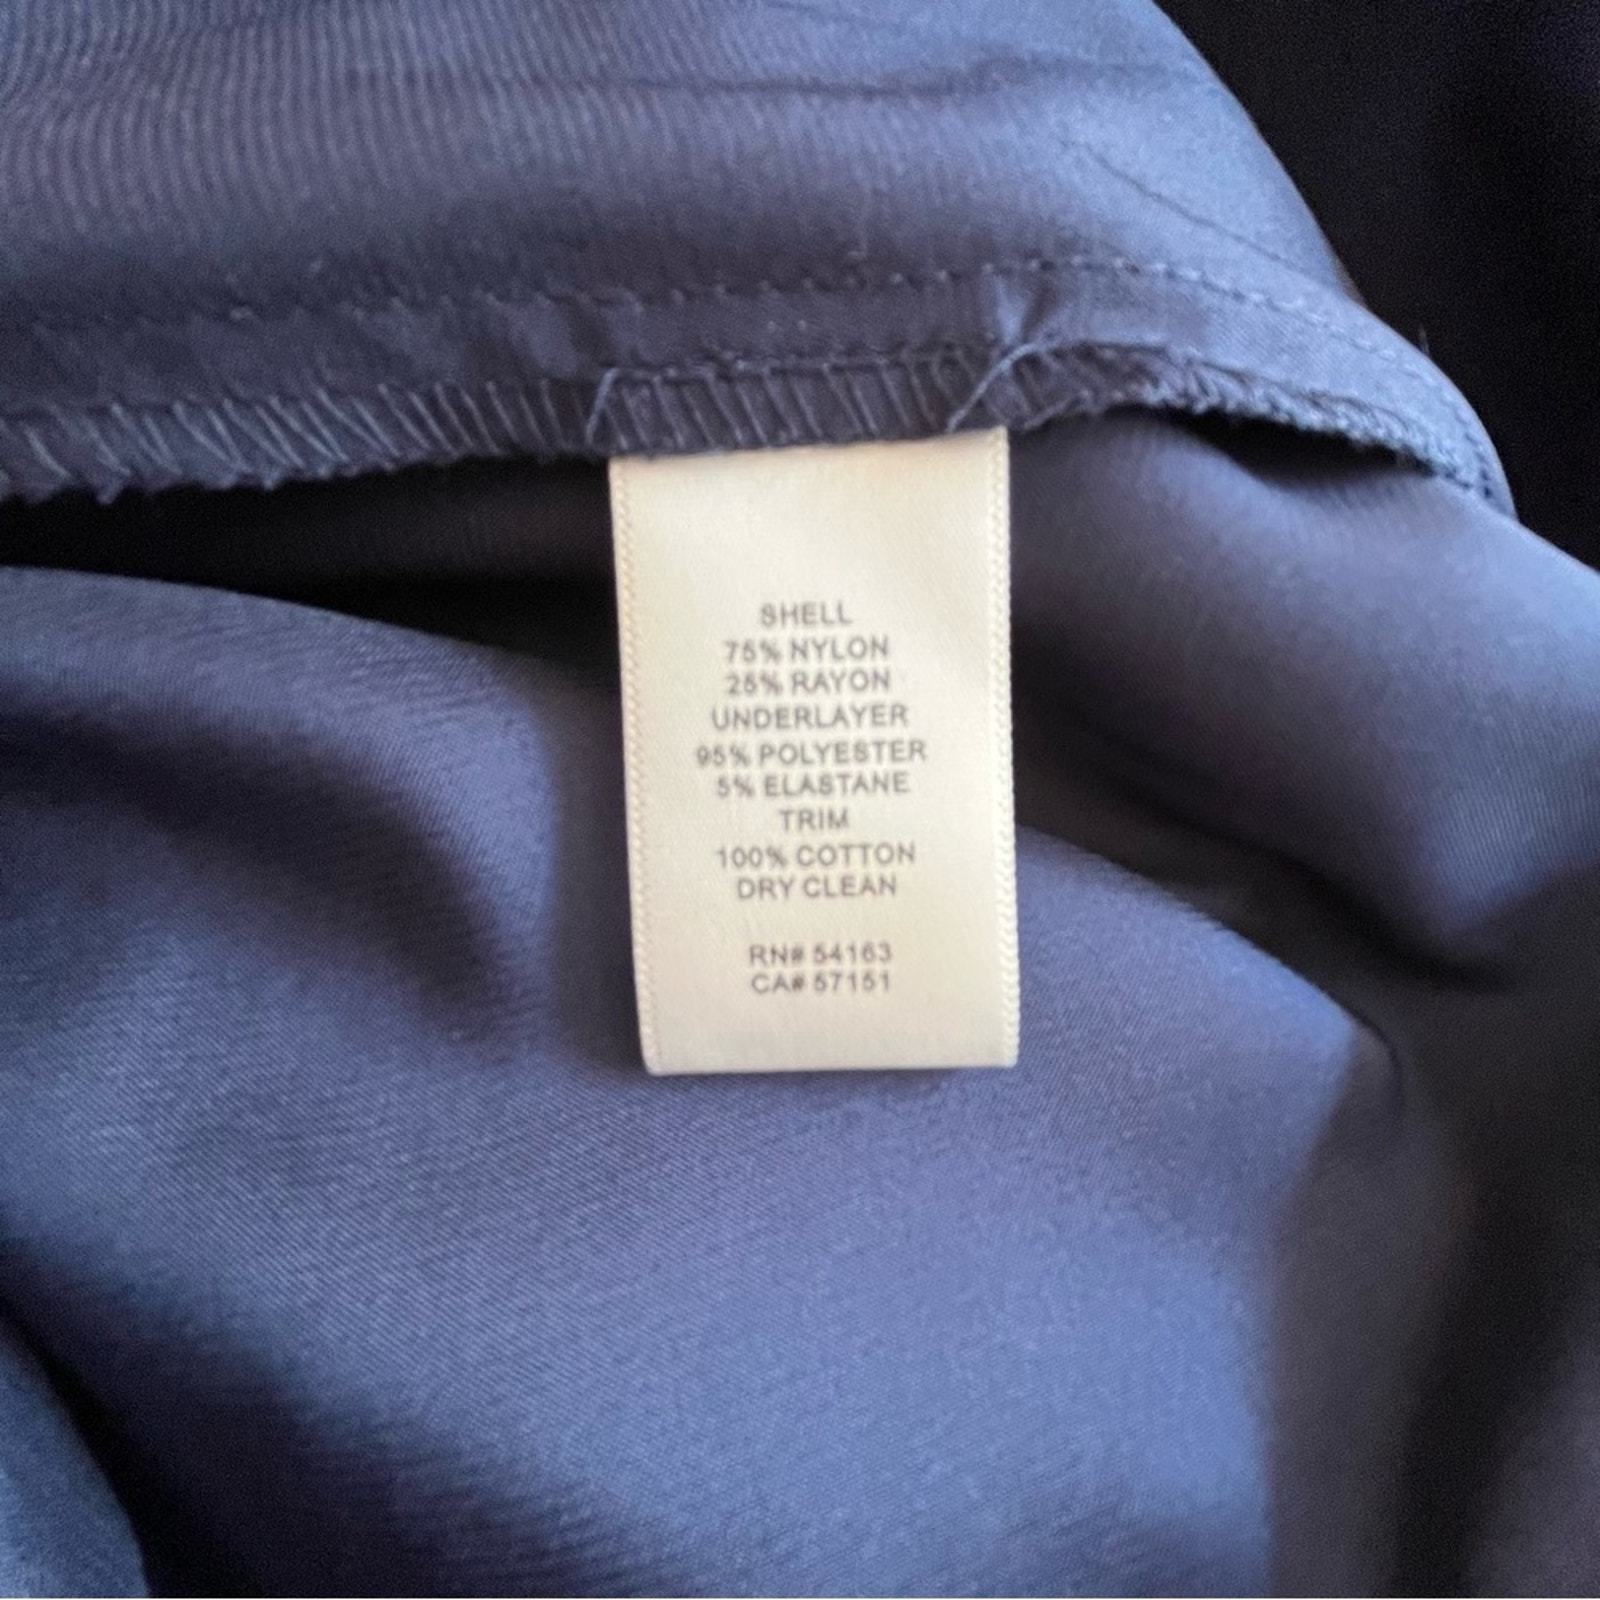 SHELL
75% NYLON
25% RAYON
UNDERLAYER
95% POLYESTER
5% ELASTANE
TRIM
100% COTTON
DRY CLEAN
RN# 54163
CA# 57151